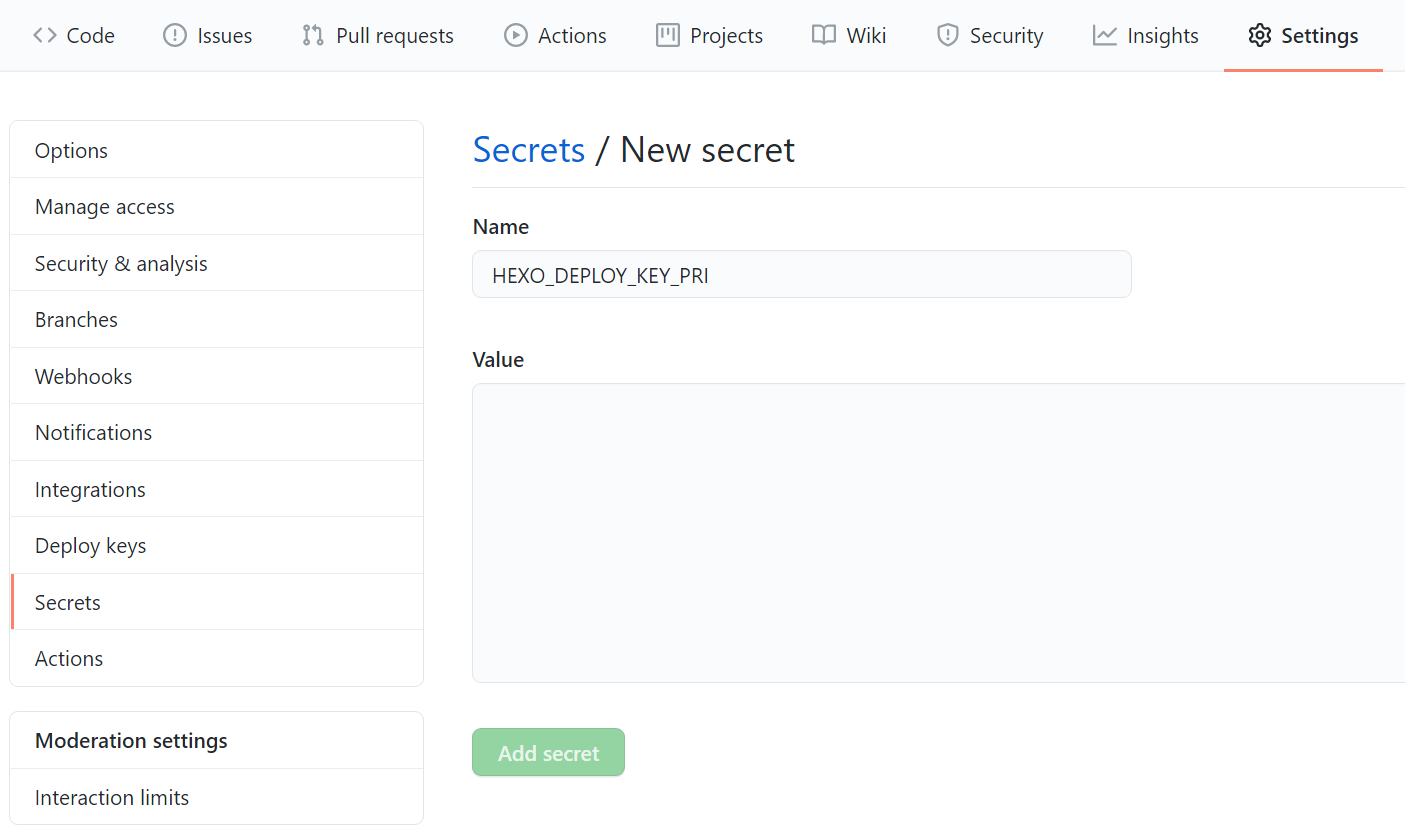 Code Issues Pull requests Actions Projects Wiki Security Insights Settings
Options
Manage access
Security & analysis
Branches
Webhooks
Notifications
Integrations
Deploy keys
Secrets
Actions
Moderation settings
Interaction limits
Secrets / New secret
Name
HEXO_DEPLOY_KEY_PRI
Value
Add secret